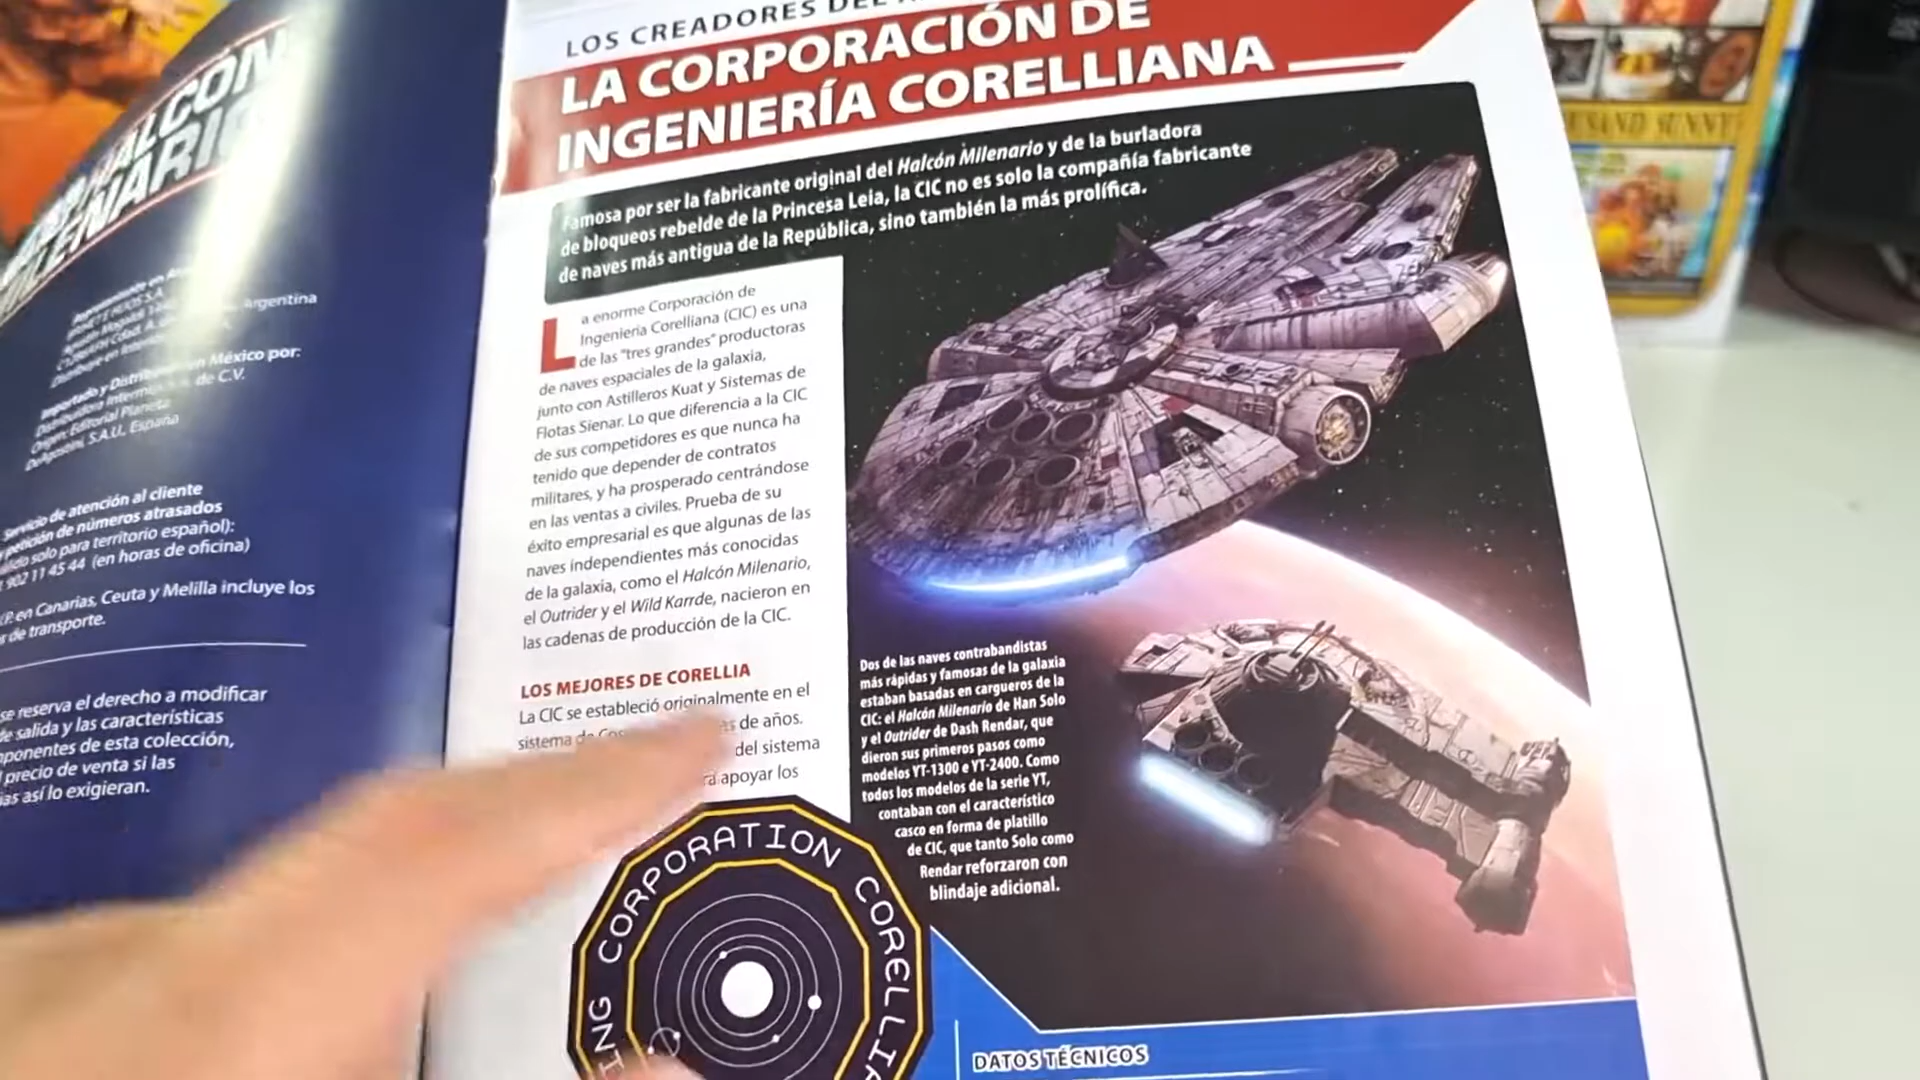 HALCÓN
MILENARIO
Argentina
Importado y Distribuido en México por:
de C.V.
Origen: Editorial Planeta
DeAgostini, S.A.U., España
Servicio de atención al cliente
petición de números atrasados
solo para territorio español):
902 11 45 44 (en horas de oficina)
en Canarias, Ceuta y Melilla incluye los
de transporte.
se reserva el derecho a modificar
de salida y las características
de esta colección,
precio de venta si las
así lo exigieran.
LOS CREADORES DEL
LA CORPORACIÓN DE
INGENIERÍA CORELLIANA
Famosa por ser la fabricante original del Halcón Milenario y de la burladora
de bloqueos rebelde de la Princesa Leia, la CIC no es solo la compañía fabricante
de naves más antigua de la República, sino también la más prolífica.
La enorme Corporación de
Ingeniería Corelliana (CIC) es una
de las "tres grandes" productoras
de naves espaciales de la galaxia,
junto con Astilleros Kuat y Sistemas de
Flotas Sienar. Lo que diferencia a la CIC
de sus competidores es que nunca ha
tenido que depender de contratos
militares, y ha prosperado centrándose
en las ventas a civiles. Prueba de su
éxito empresarial es que algunas de las
naves independientes más conocidas
de la galaxia, como el Halcón Milenario,
el Outrider y el Wild Karrde, nacieron en
las cadenas de producción de la CIC.
LOS MEJORES DE CORELLIA
La CIC se estableció originalmente en el
sistema de de años.
del sistema
apoyar los
CORPORATION CORELLIA
Dos de las naves contrabandistas
más rápidas y famosas de la galaxia
estaban basadas en cargueros de la
CIC: el Halcón Milenario de Han Solo
y el Outrider de Dash Rendar, que
dieron sus primeros pasos como
modelos YT-1300 e YT-2400. Como
todos los modelos de la serie YT,
contaban con el característico
casco en forma de platillo
de CIC, que tanto Solo como
Rendar reforzaron con
blindaje adicional.
DATOS TÉCNICOS
SUNNY